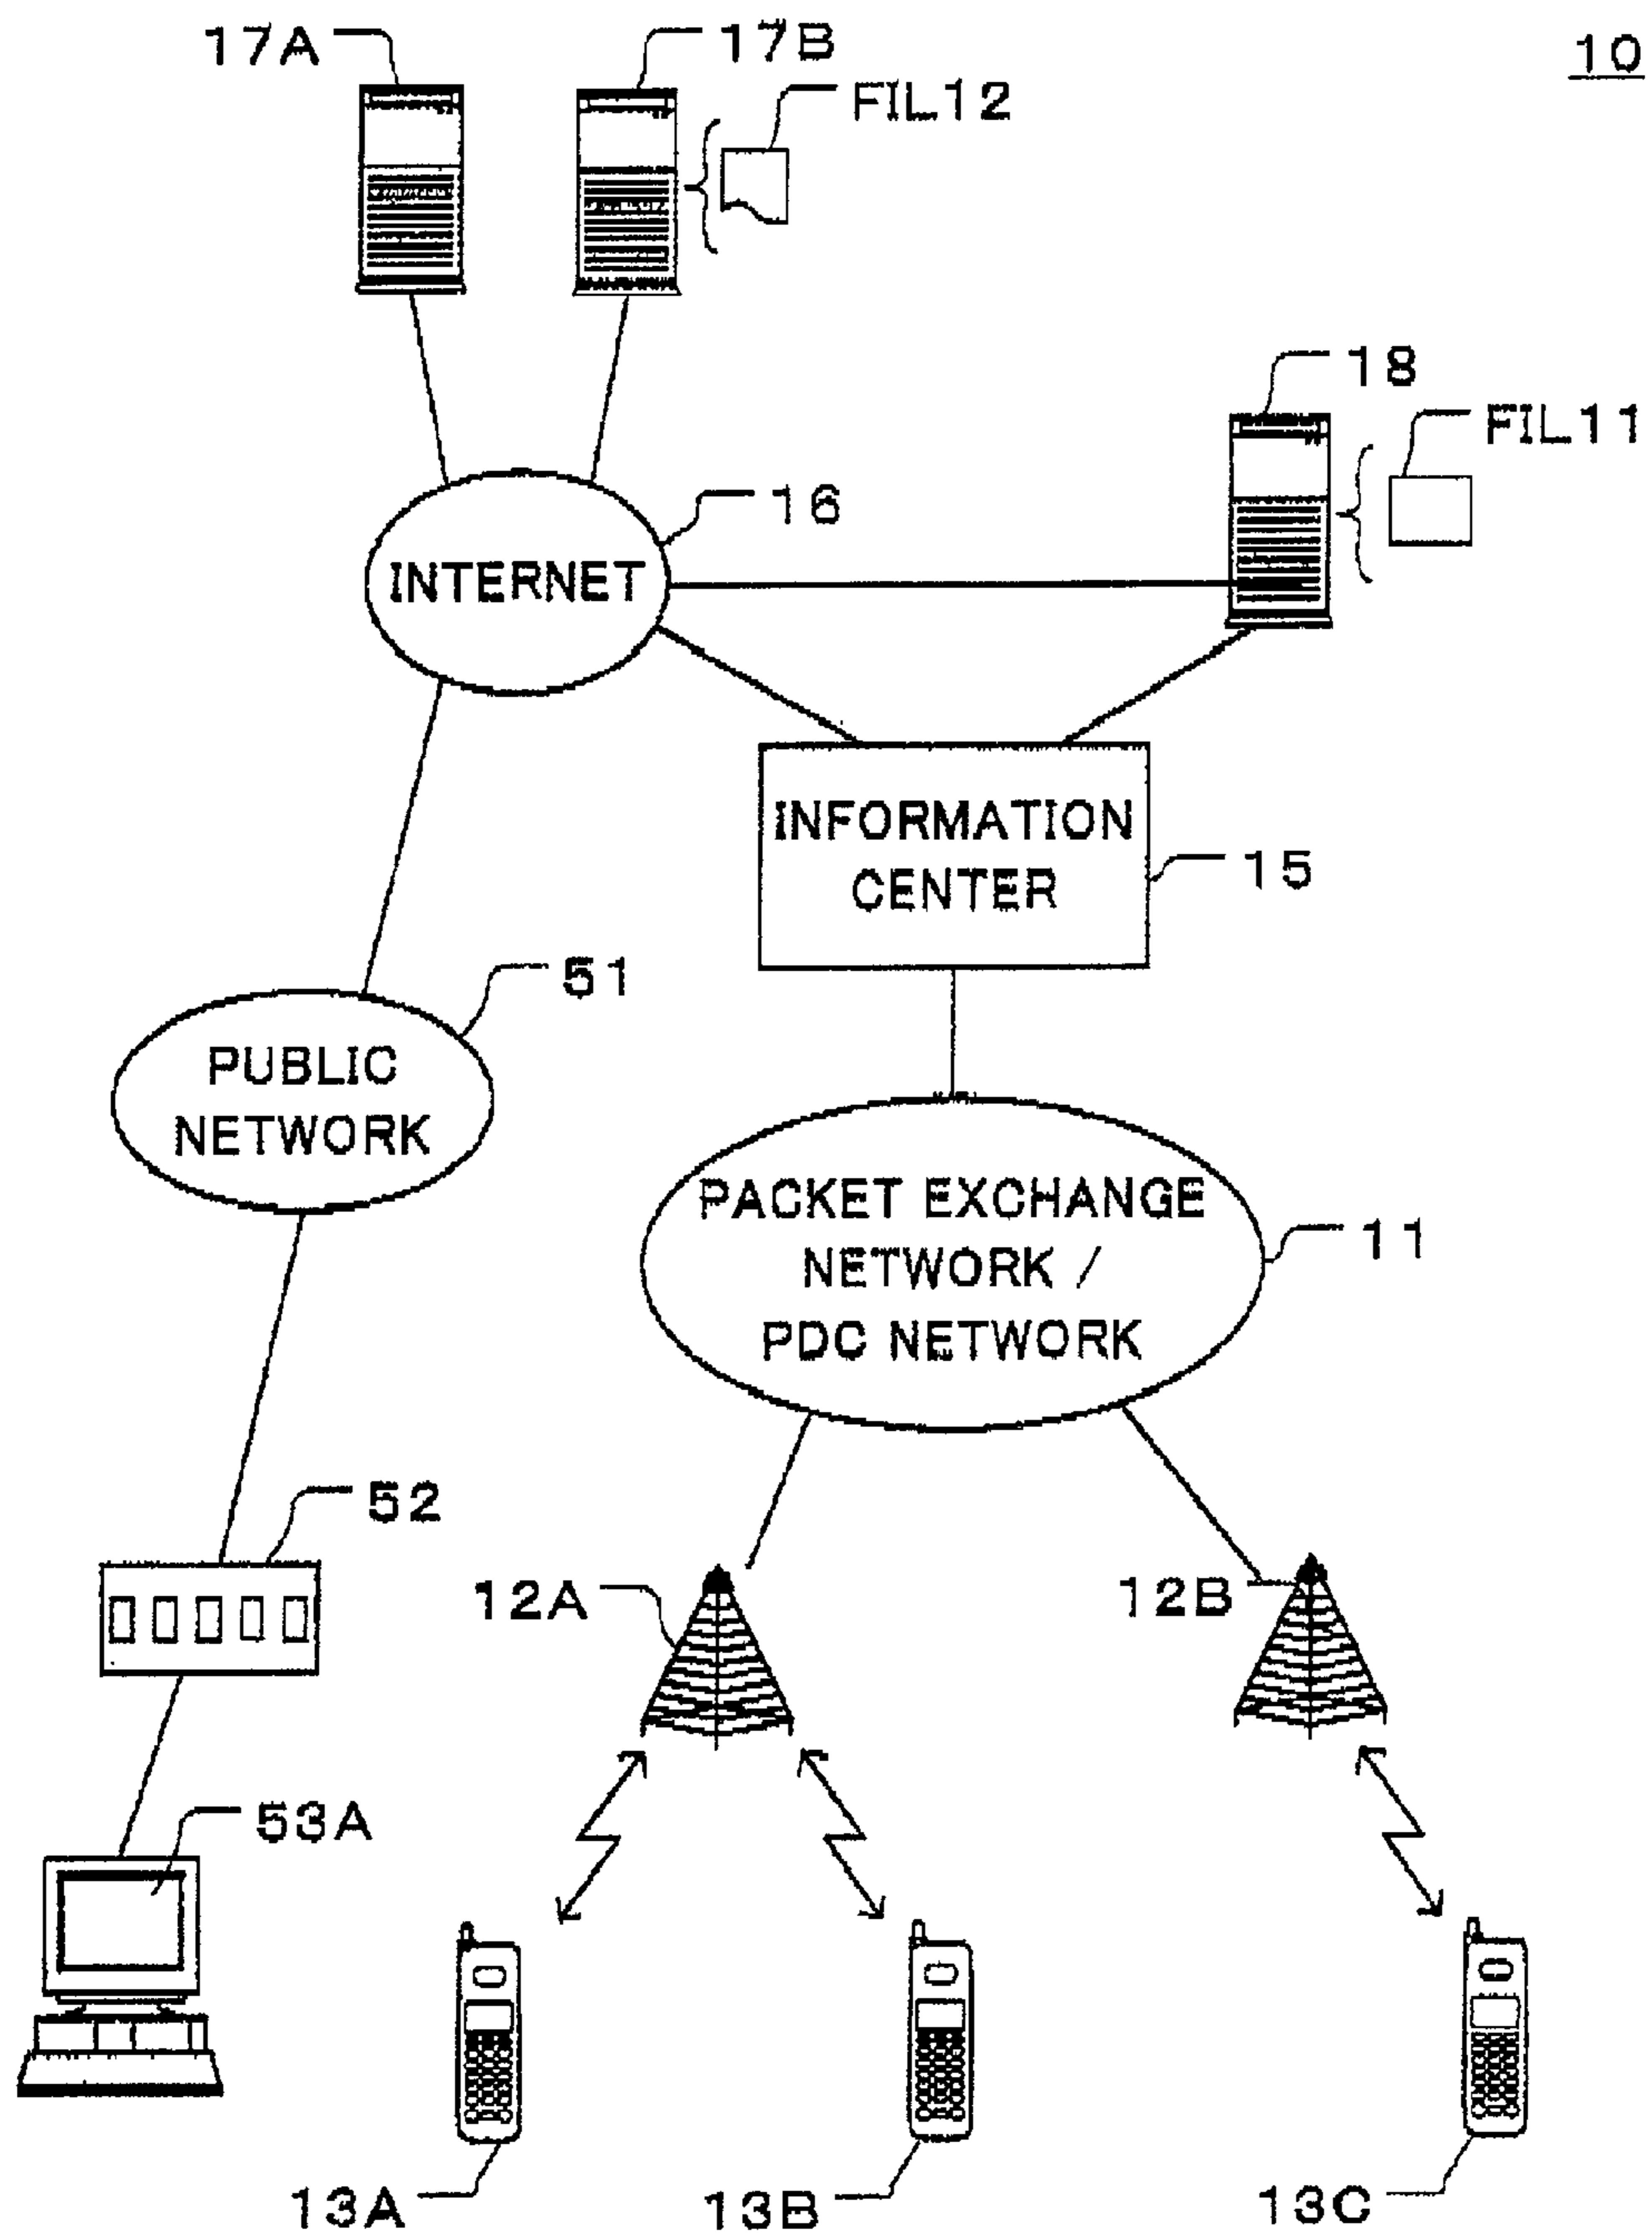 17A
17B
10
FIL12
18
FIL11
16
INTERNET
INFORMATION
CENTER
15
51
PUBLIC
NETWORK
PACKET EXCHANGE
NETWORK /
PDC NETWORK
11
52
12A
12B
53A
13A
13B
13C